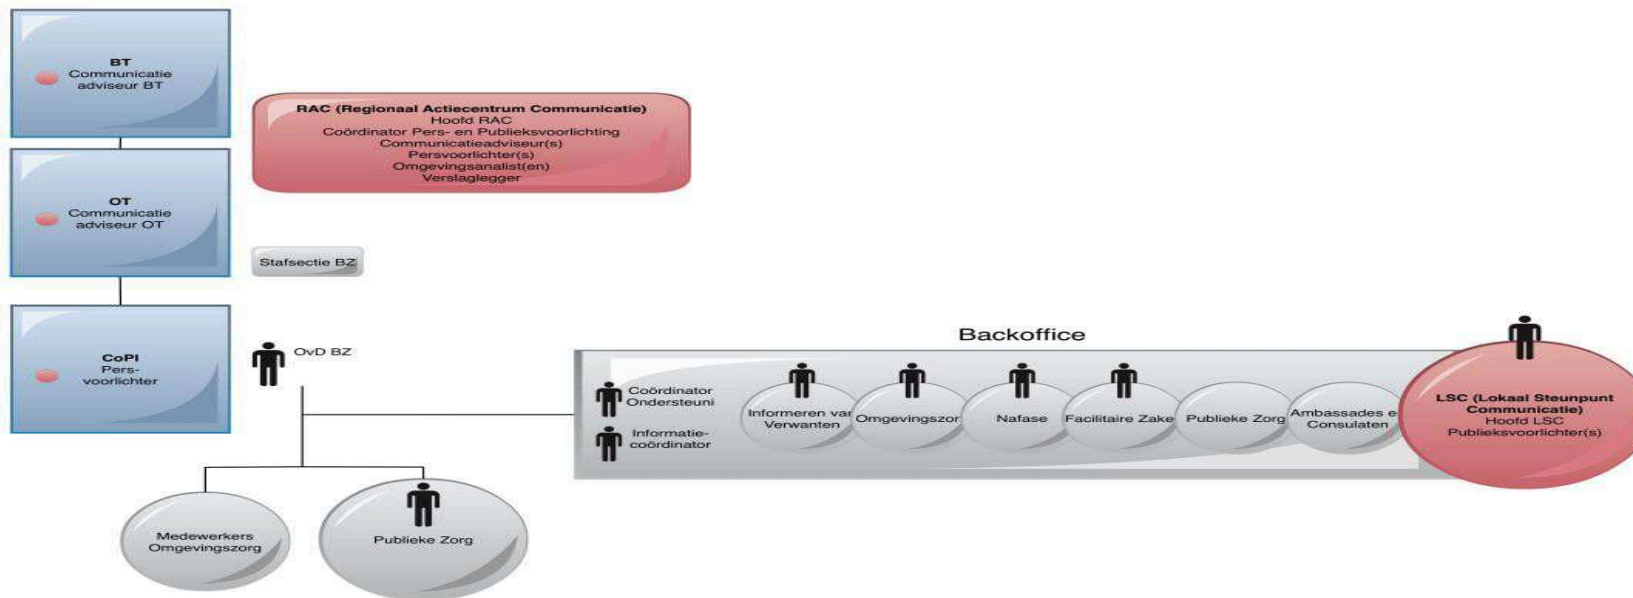 BT
Communicatie
adviseur BT
RAC (Regionaal Actiecentrum Communicatie)
Hoofd RAC
Coördinator Pers- en Publieksvoorlichting
Communicatieadviseur(s)
Persvoorlichter(s)
Omgevingsanalist(en)
Verslaglegger
OT
Communicatie
adviseur OT
Stafsectie BZ
CoPI
Pers-
voorlichter
OvD BZ
Backoffice
Coördinator
Ondersteuni
Informatie-
coördinator
Informeren van
Verwanten
Omgevingszor
Nafase
Facilitaire Zake
Publieke Zorg
Ambassades e
Consulaten
LSC (Lokaal Steunpunt
Communicatie)
Hoofd LSC
Publieksvoorlichter(s)
Medewerkers
Omgevingszorg
Publieke Zorg